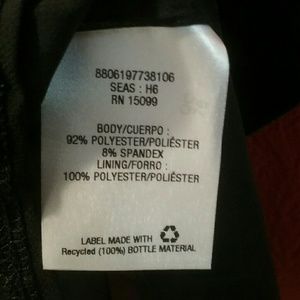 8806197738106
SEAS : H6
RN 15099
BODY/CUERPO :
92% POLYESTER/POLIÉSTER
8% SPANDEX
LINING/FORRO :
100% POLYESTER/POLIÉSTER
LABEL MADE WITH
Recycled (100%) BOTTLE MATERIAL